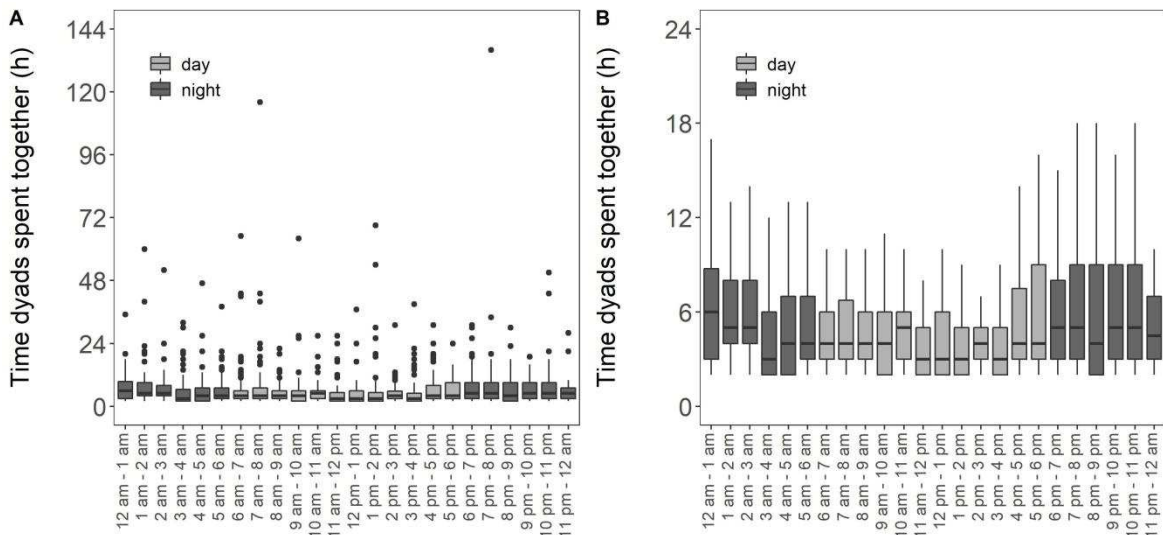 A
Time dyads spent together (h)
144
120
96
72
48
24
0
day
night
12 am - 1 am
1 am - 2 am
2 am - 3 am
3 am - 4 am
4 am - 5 am
5 am - 6 am
6 am - 7 am
7 am - 8 am
8 am - 9 am
9 am - 10 am
10 am - 11 am
11 am - 12 pm
12 pm - 1 pm
1 pm - 2 pm
2 pm - 3 pm
3 pm - 4 pm
4 pm - 5 pm
5 pm - 6 pm
6 pm - 7 pm
7 pm - 8 pm
8 pm - 9 pm
9 pm - 10 pm
10 pm - 11 pm
11 pm - 12 am
B
Time dyads spent together (h)
24
18
12
6
0
day
night
12 am - 1 am
1 am - 2 am
2 am - 3 am
3 am - 4 am
4 am - 5 am
5 am - 6 am
6 am - 7 am
7 am - 8 am
8 am - 9 am
9 am - 10 am
10 am - 11 am
11 am - 12 pm
12 pm - 1 pm
1 pm - 2 pm
2 pm - 3 pm
3 pm - 4 pm
4 pm - 5 pm
5 pm - 6 pm
6 pm - 7 pm
7 pm - 8 pm
8 pm - 9 pm
9 pm - 10 pm
10 pm - 11 pm
11 pm - 12 am